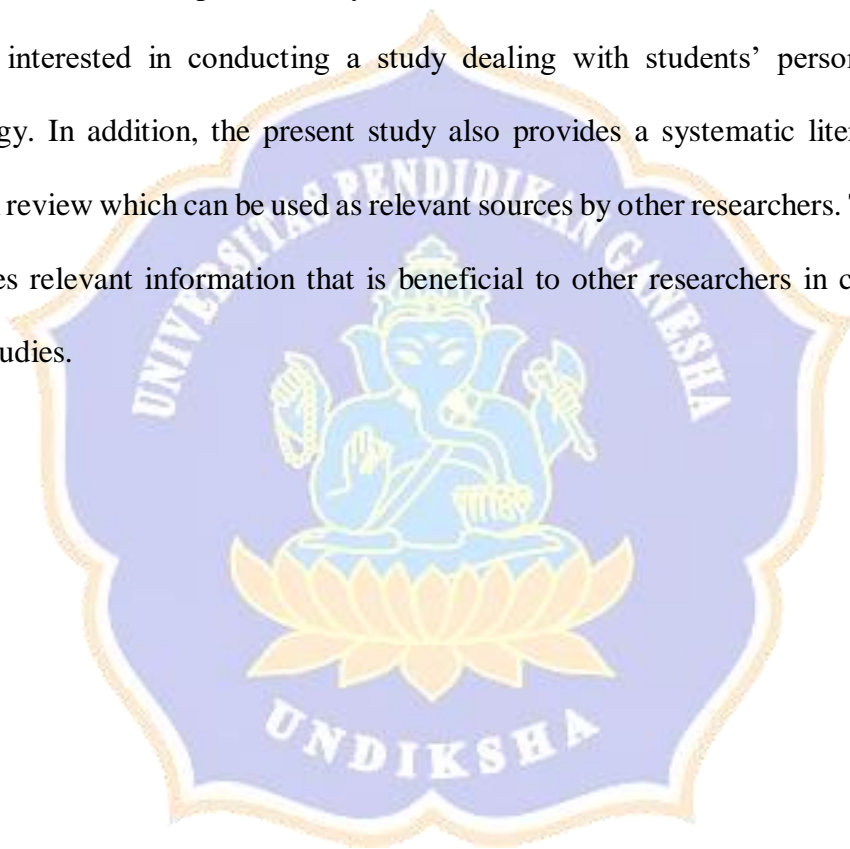 interested in conducting a study dealing with students’ person
gy. In addition, the present study also provides a systematic liter
review which can be used as relevant sources by other researchers. T
es relevant information that is beneficial to other researchers in c
udies.
UNIVERSITAS PENDIDIKAN GANESHA
UNDIKSHA